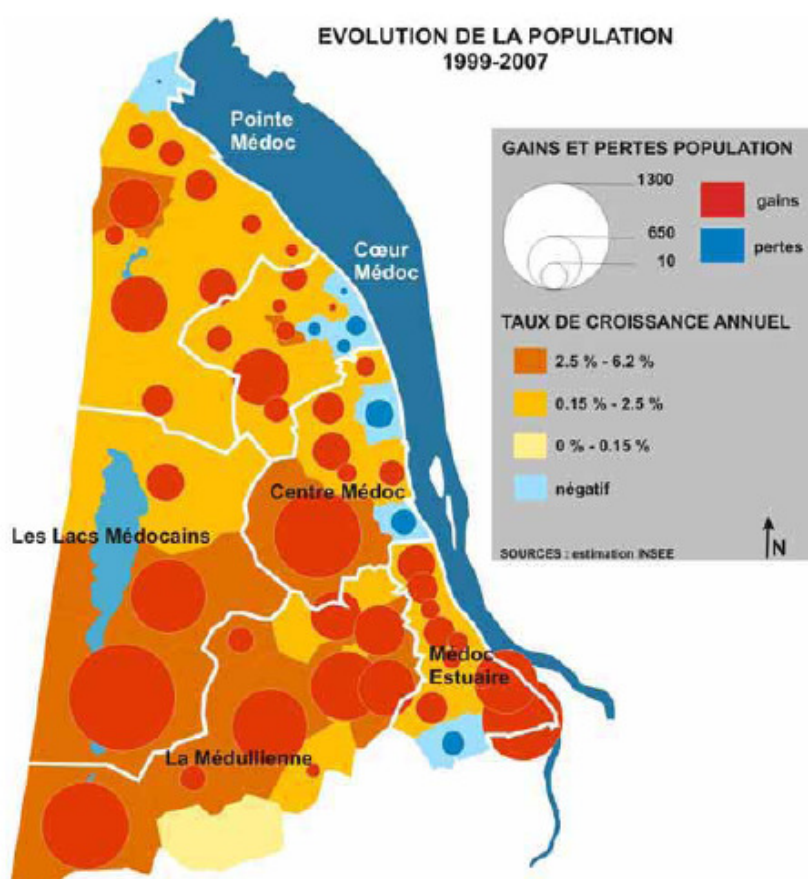 EVOLUTION DE LA POPULATION
1999-2007
Pointe
Médoc
Cœur
Médoc
Centre Médoc
Les Lacs Médocains
Médoc
Estuaire
La Médullienne
GAINS ET PERTES POPULATION
1300
650
10
gains
pertes
TAUX DE CROISSANCE ANNUEL
2.5 % - 6.2 %
0.15 % - 2.5 %
0 % - 0.15 %
négatif
SOURCES : estimation INSEE
N